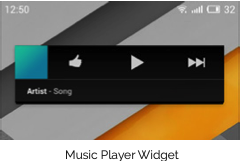 12:50 32
Artist - Song
Music Player Widget